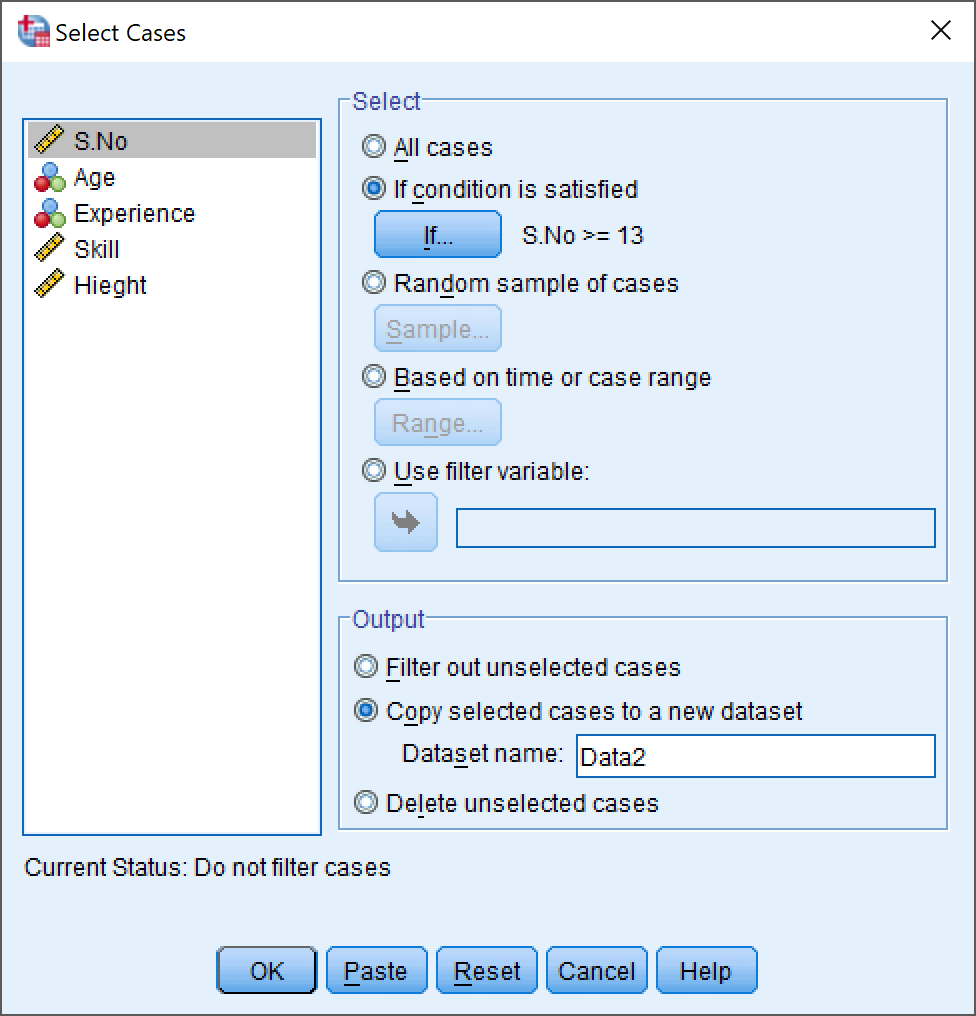 Select Cases
S.No
Age
Experience
Skill
Hieght
Select
All cases
If condition is satisfied
If... S.No >= 13
Random sample of cases
Sample...
Based on time or case range
Range...
Use filter variable:
Output
Filter out unselected cases
Copy selected cases to a new dataset
Dataset name: Data2
Delete unselected cases
Current Status: Do not filter cases
OK Paste Reset Cancel Help